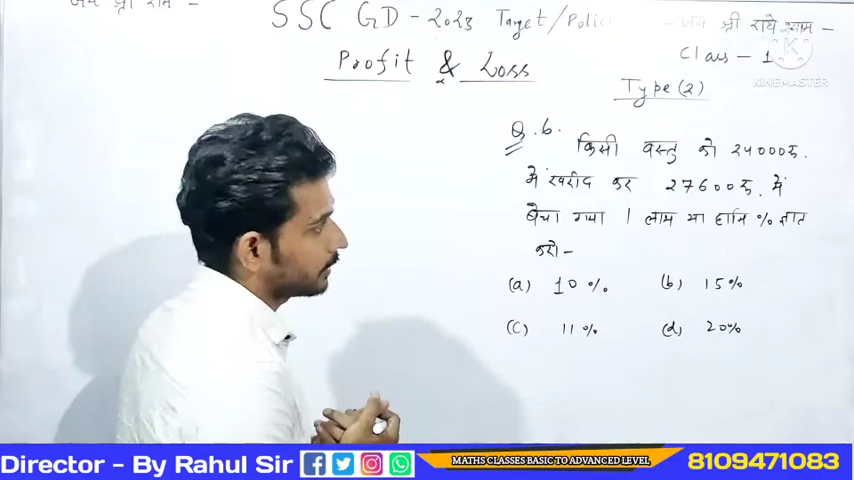 जय श्री राम -
SSC GD - 2023 Target/Police
- जय श्री राधे श्याम -
Class - 1
KINEMASTER
Profit & Loss
Type (2)
Q.6. किसी वस्तु को 24000रु.
में खरीद कर 27600रु. में
बेचा गया। लाभ या हानि % ज्ञात
करो-
(a) 10% (b) 15%
(c) 11% (d) 20%
Director - By Rahul Sir
MATHS CLASSES BASIC TO ADVANCED LEVEL
8109471083